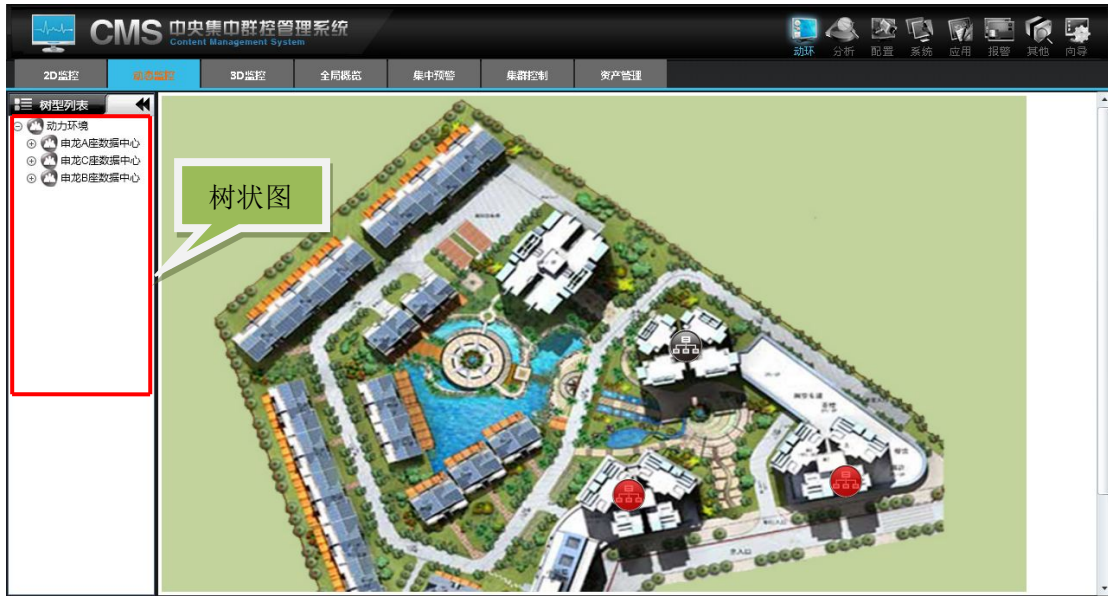 CMS 中央集中群控管理系统
Content Management System
动环 分析 配置 系统 应用 报警 其他 向导
2D监控 动态监控 3D监控 全局概览 集中预警 集群控制 资产管理
树型列表
动力环境
申龙A座数据中心
申龙C座数据中心
申龙B座数据中心
树状图